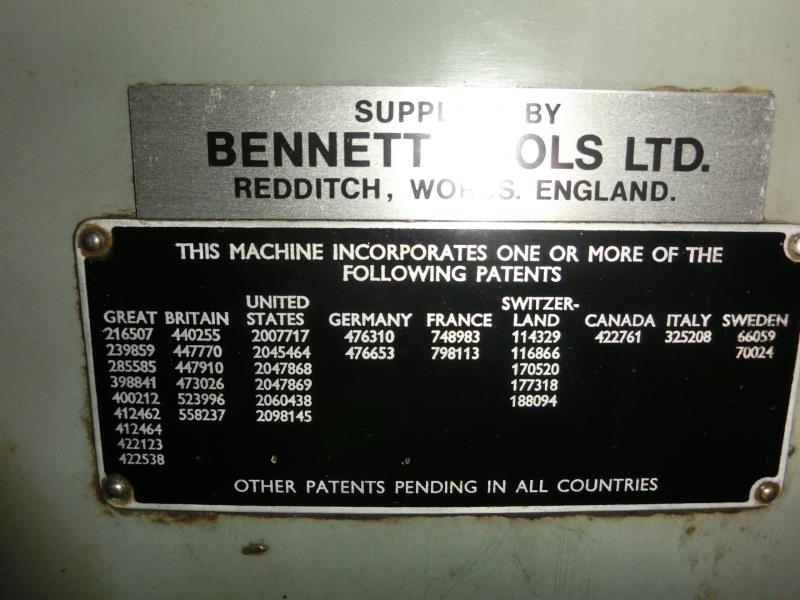 SUPPL BY
BENNETT OLS LTD.
REDDITCH, WORCS. ENGLAND.
THIS MACHINE INCORPORATES ONE OR MORE OF THE
FOLLOWING PATENTS
GREAT BRITAIN UNITED STATES GERMANY FRANCE SWITZER-LAND CANADA ITALY SWEDEN
216507 440255 2007717 476310 748983 114329 422761 325208 66059
239859 447770 2045464 476653 798113 116866 70024
285585 447910 2047868 170520
398841 473026 2047869 177318
400212 523996 2060438 188094
412462 558237 2098145
412464
422123
422538
OTHER PATENTS PENDING IN ALL COUNTRIES